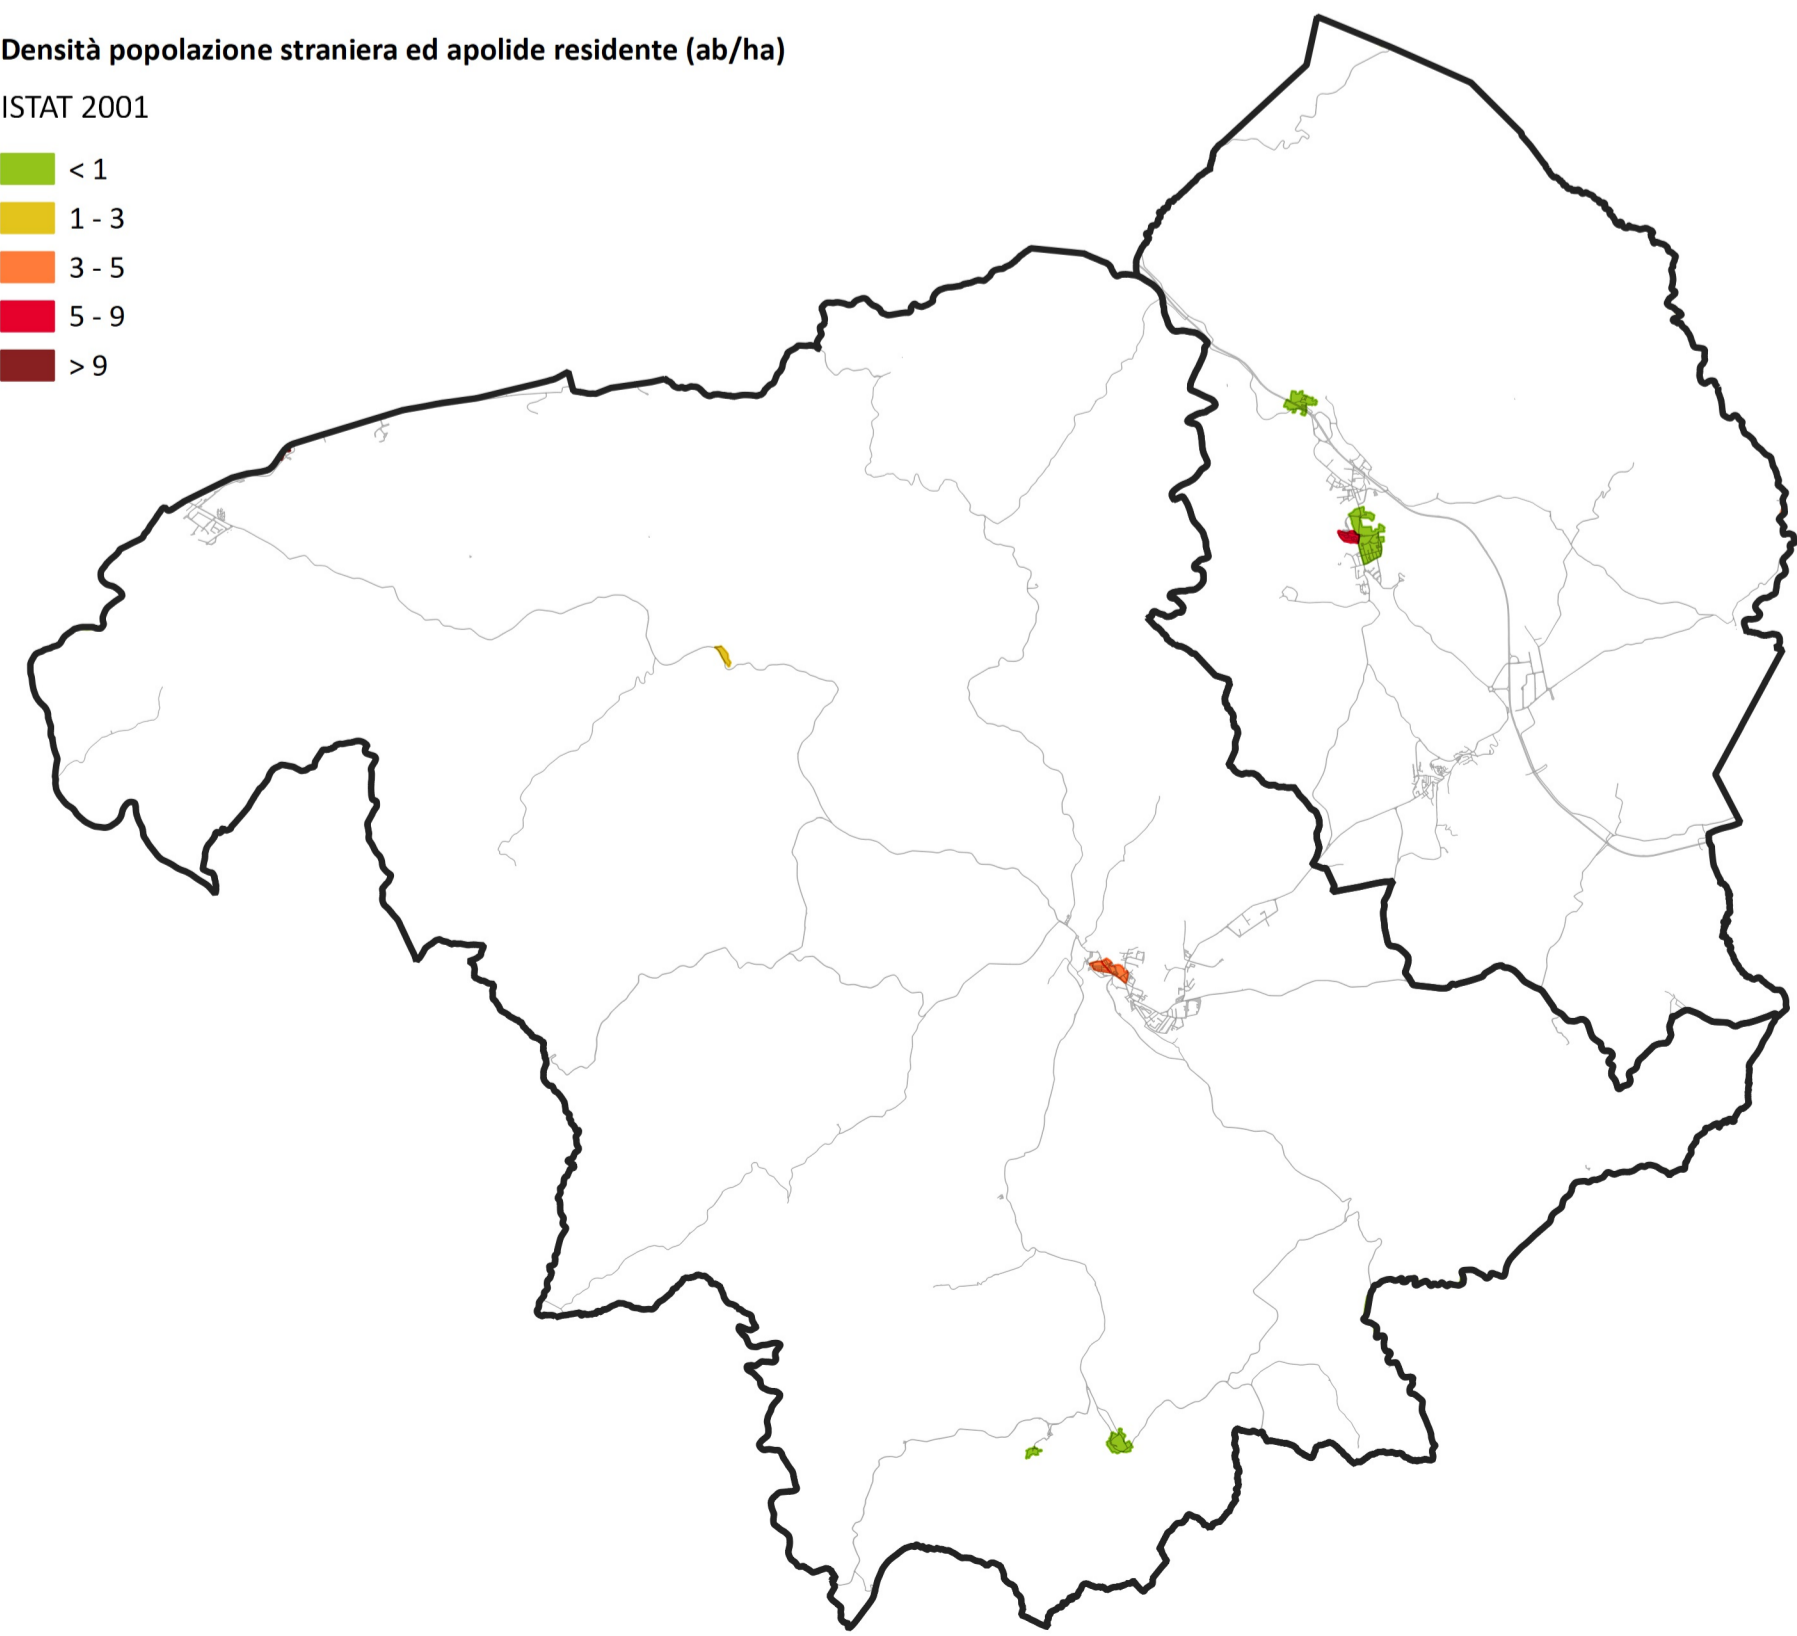 Densità popolazione straniera ed apolide residente (ab/ha)
ISTAT 2001
< 1
1 - 3
3 - 5
5 - 9
> 9